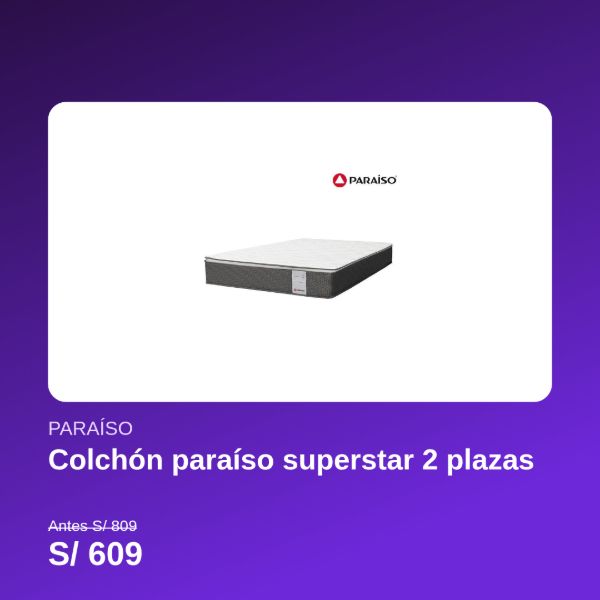 PARAÍSO
PARAÍSO
Colchón paraíso superstar 2 plazas
Antes S/ 809
S/ 609